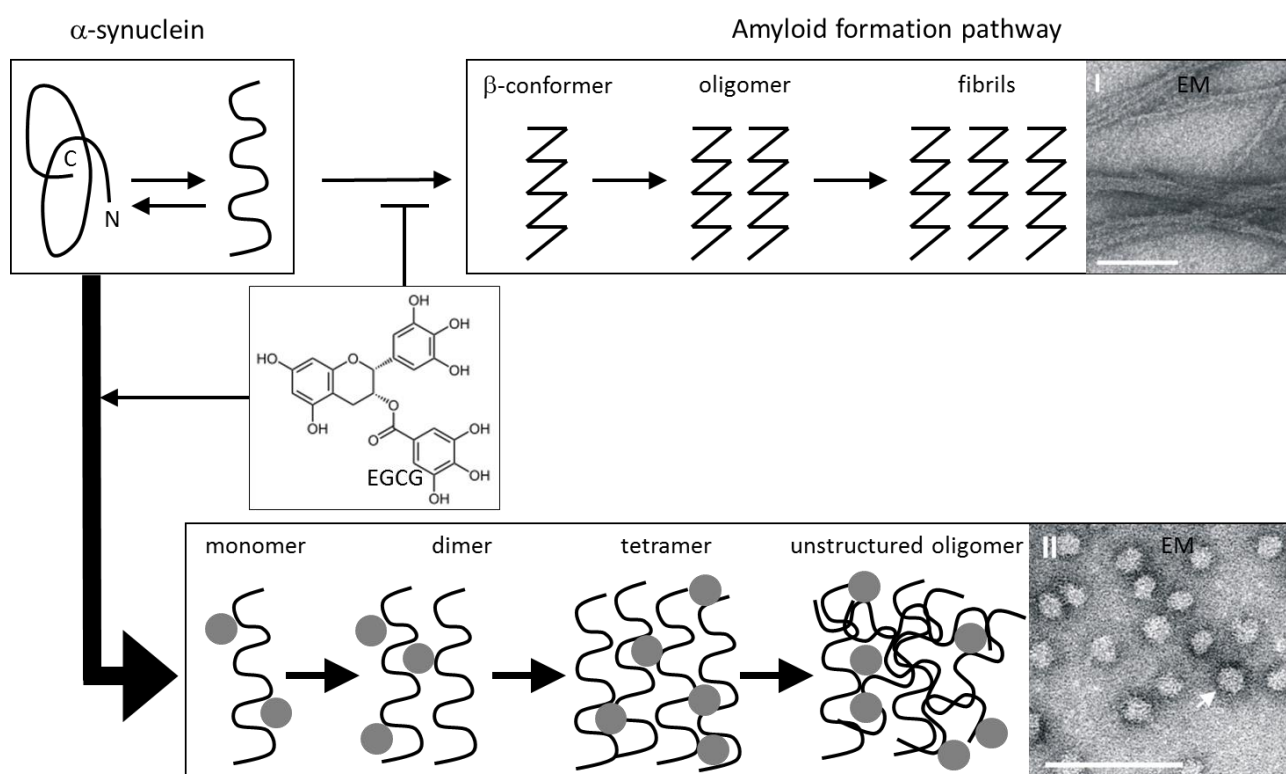 α-synuclein
Amyloid formation pathway
β-conformer
oligomer
fibrils
I
EM
C
N
OH
OH
OH
HO
O
O
OH
O
OH
OH
OH
EGCG
monomer
dimer
tetramer
unstructured oligomer
II
EM